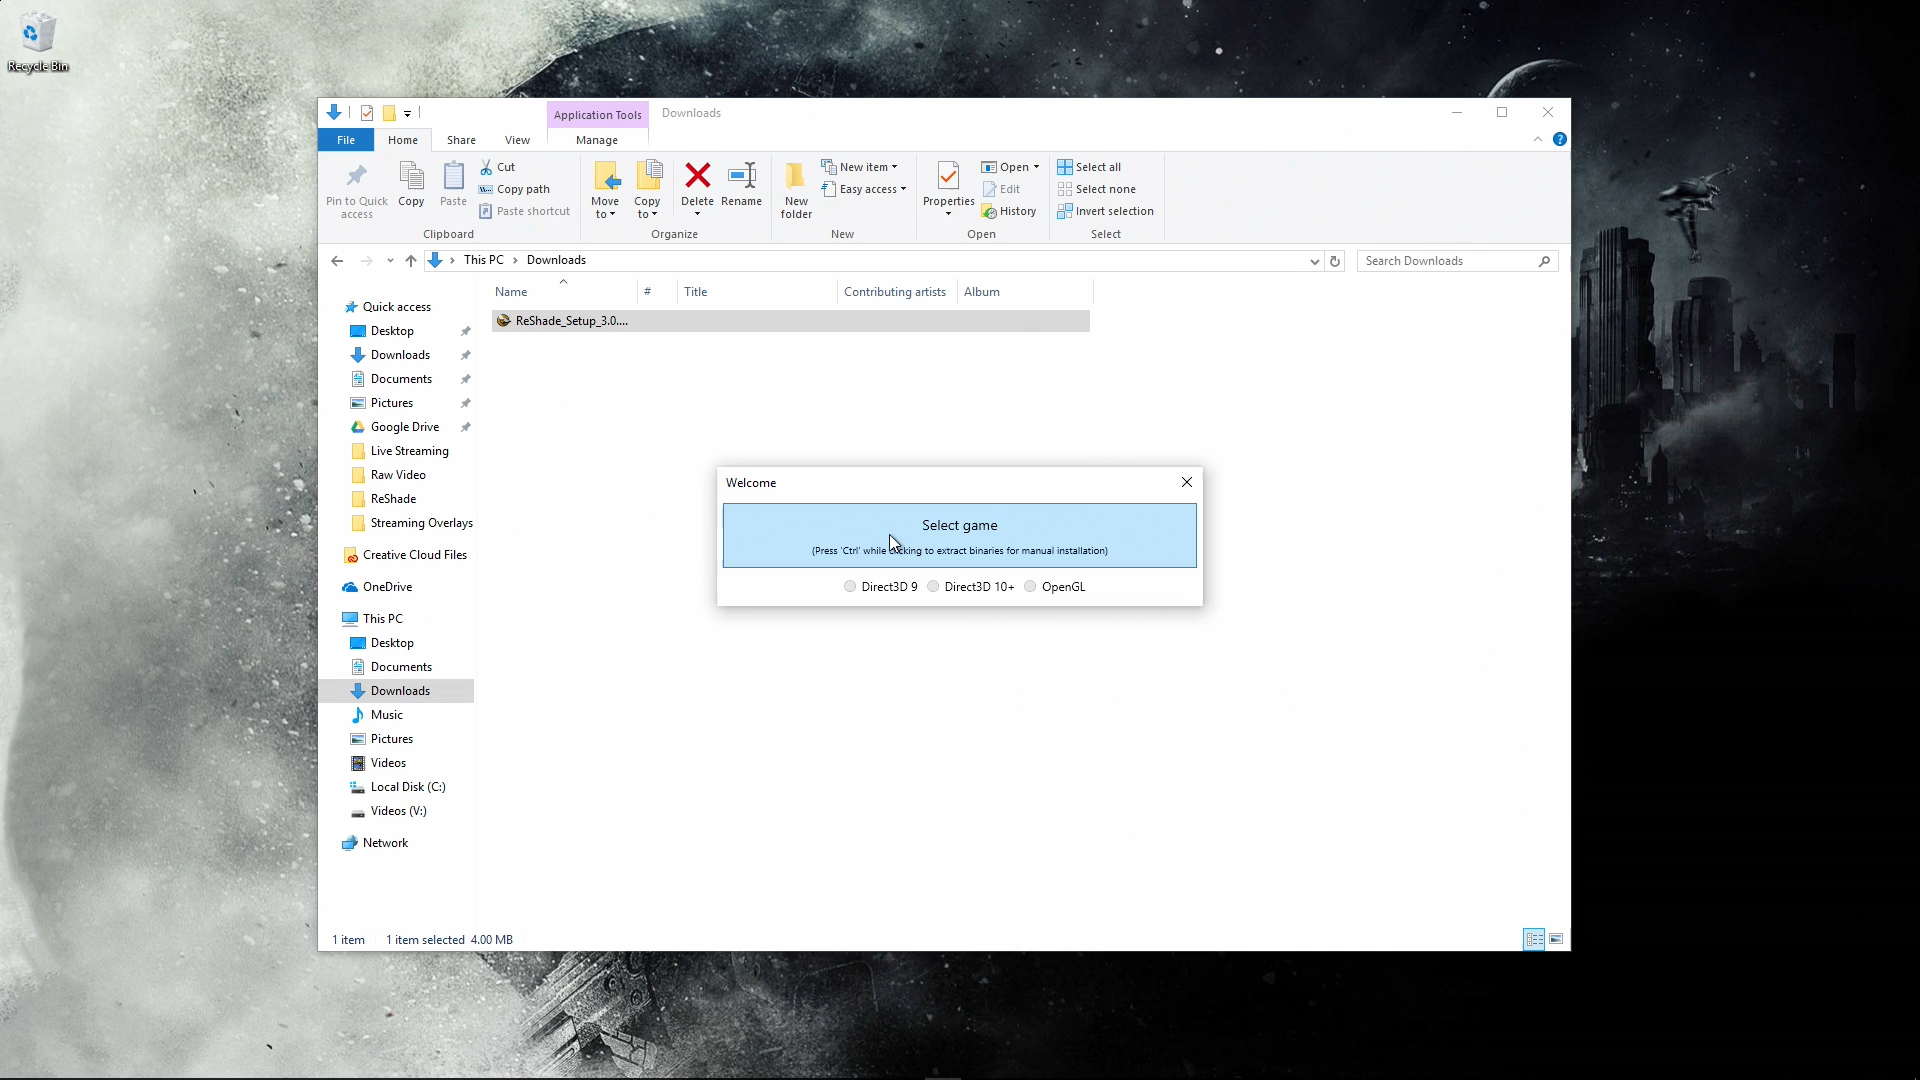 Recycle Bin
Application Tools
Downloads
File
Home
Share
View
Manage
Pin to Quick access
Copy
Paste
Cut
Copy path
Paste shortcut
Clipboard
Move to
Copy to
Delete
Rename
Organize
New folder
New item
Easy access
New
Properties
Open
Edit
History
Open
Select all
Select none
Invert selection
Select
This PC
Downloads
Search Downloads
Name
#
Title
Contributing artists
Album
ReShade_Setup_3.0....
Quick access
Desktop
Downloads
Documents
Pictures
Google Drive
Live Streaming
Raw Video
ReShade
Streaming Overlays
Creative Cloud Files
OneDrive
This PC
Desktop
Documents
Downloads
Music
Pictures
Videos
Local Disk (C:)
Videos (V:)
Network
Welcome
Select game
(Press 'Ctrl' while clicking to extract binaries for manual installation)
Direct3D 9
Direct3D 10+
OpenGL
1 item
1 item selected 4.00 MB